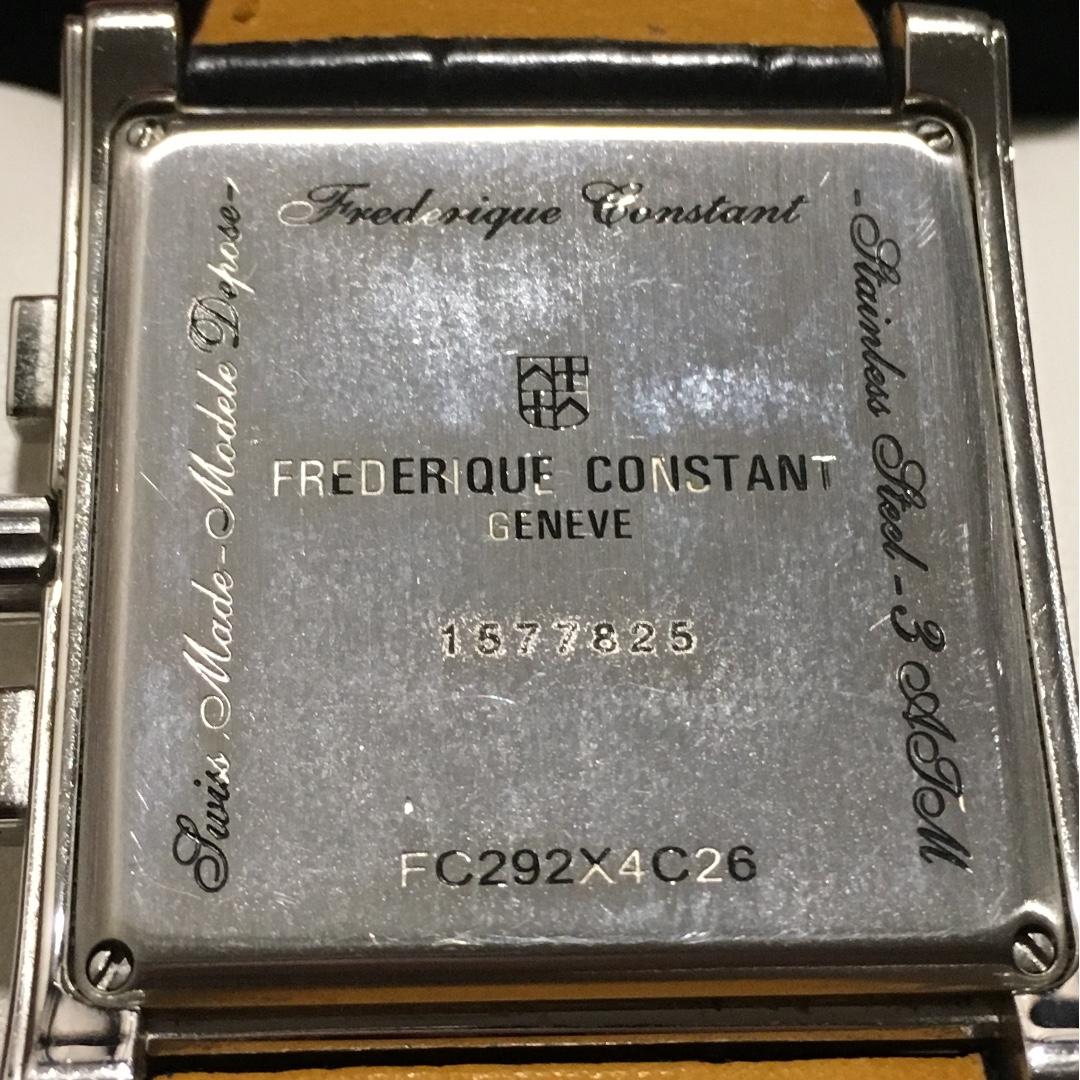 Frederique Constant
-Stainless Steel-3 ATM
Swiss Made-Modele Depose-
FREDERIQUE CONSTANT
GENEVE
1577825
FC292X4C26